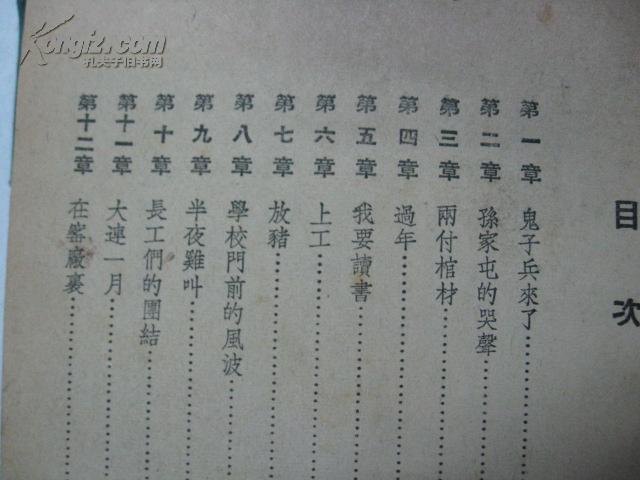 目次
第一章 鬼子兵來了
第二章 孫家屯的哭聲
第三章 兩付棺材
第四章 過年
第五章 我要讀書
第六章 上工
第七章 放豬
第八章 學校門前的風波
第九章 半夜雞叫
第十章 長工們的團結
第十一章 大連一月
第十二章 在窰廠裏
Kongfz.com
孔夫子旧书网